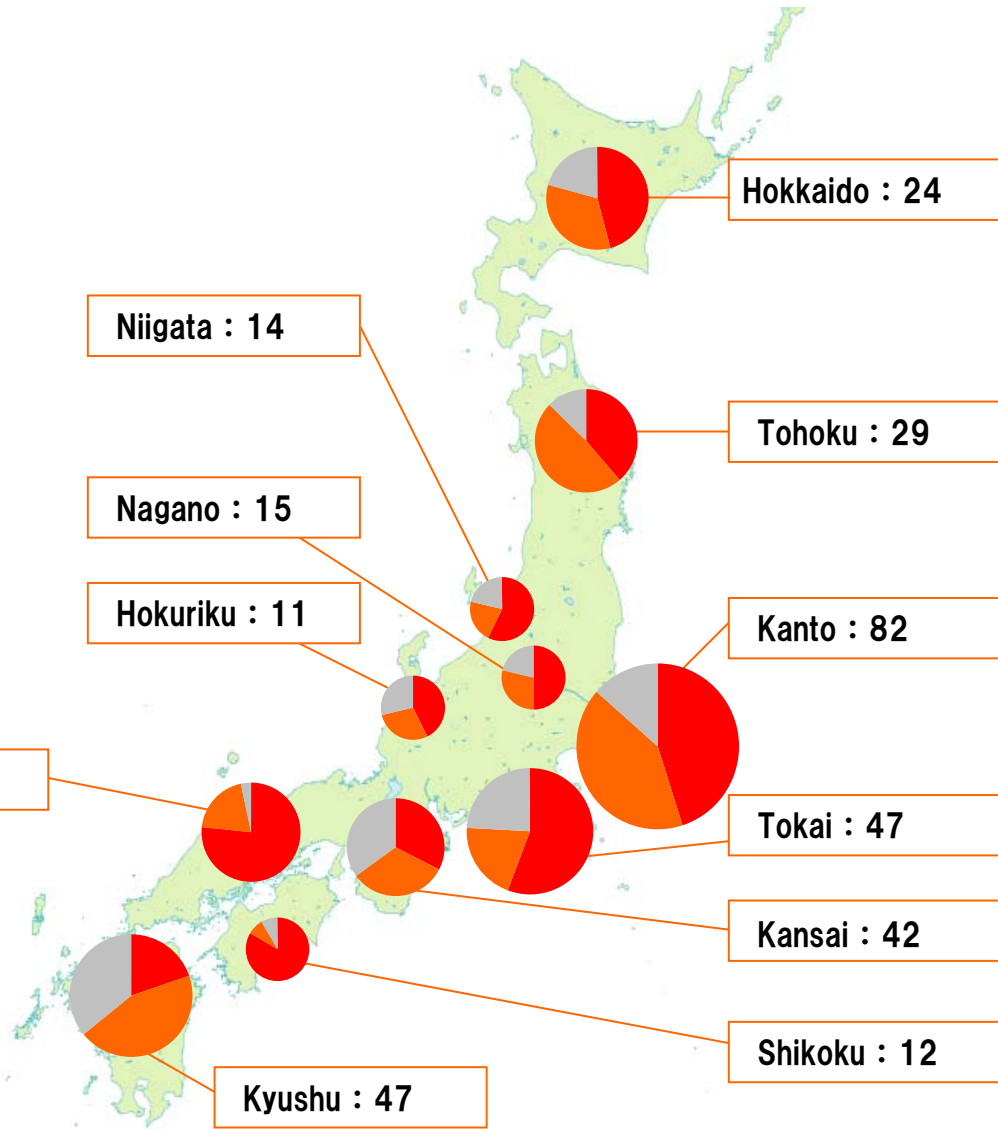 Hokkaido：24
Niigata：14
Tohoku：29
Nagano：15
Hokuriku：11
Kanto：82
Tokai：47
Kansai：42
Shikoku：12
Kyushu：47